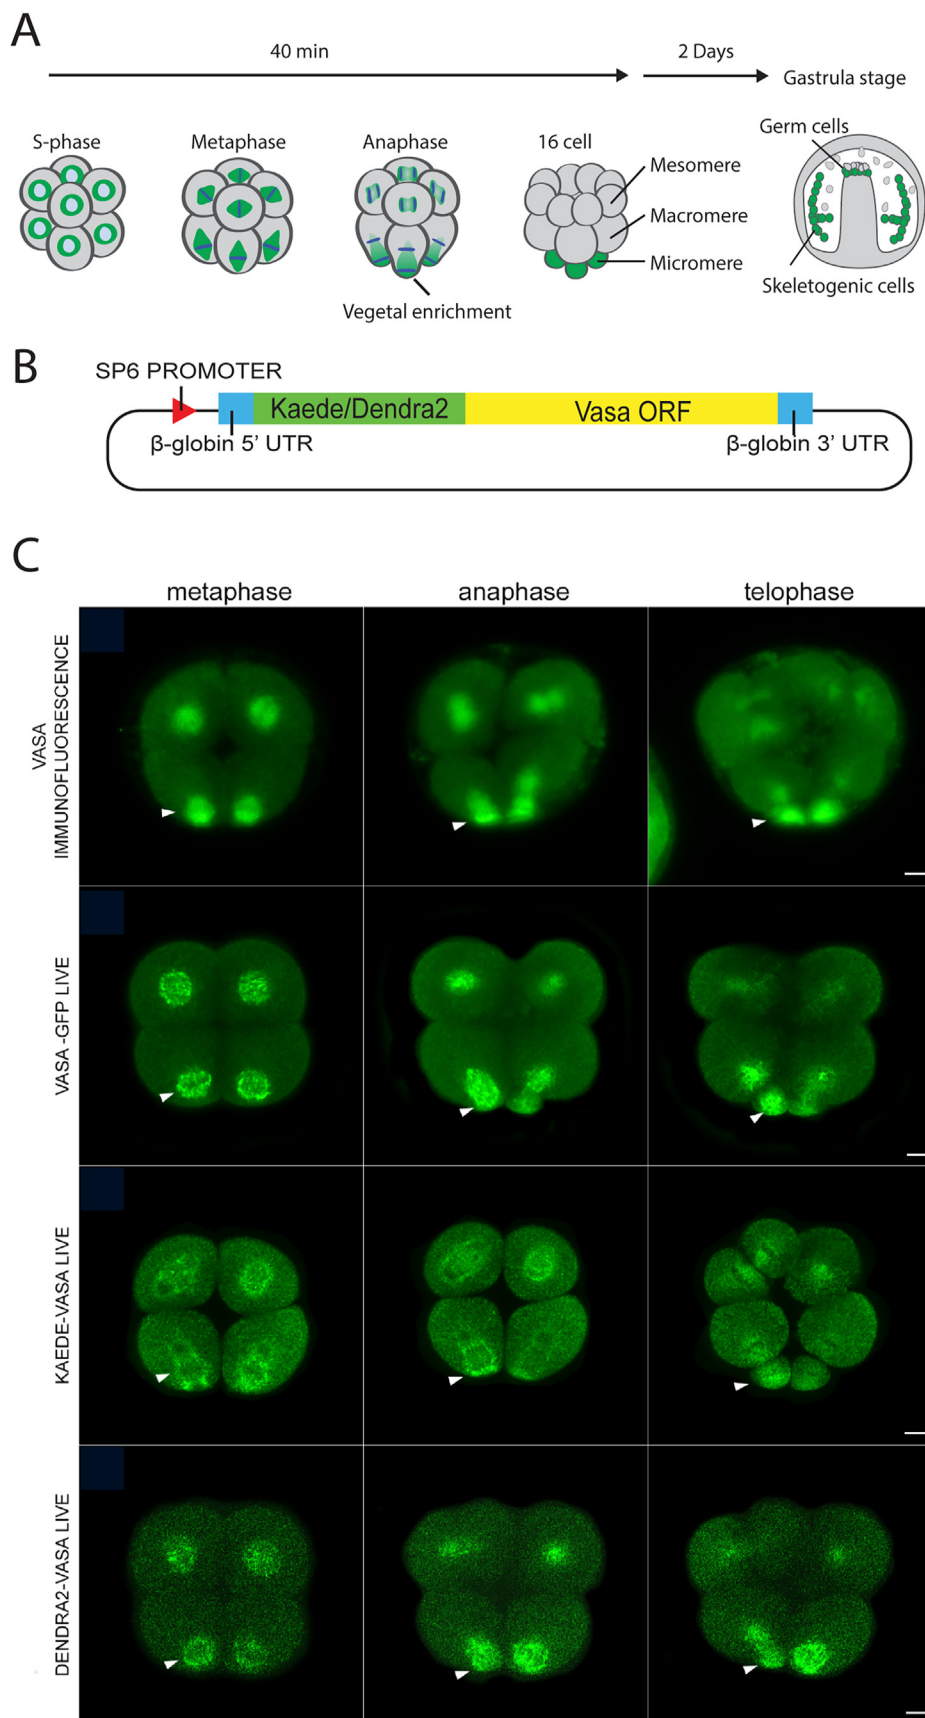 A
40 min
2 Days
Gastrula stage
S-phase
Metaphase
Anaphase
16 cell
Germ cells
Mesomere
Macromere
Micromere
Vegetal enrichment
Skeletogenic cells
B
SP6 PROMOTER
Kaede/Dendra2
Vasa ORF
β-globin 5’ UTR
β-globin 3’ UTR
C
metaphase
anaphase
telophase
VASA
IMMUNOFLUORESCENCE
VASA -GFP LIVE
KAEDE-VASA LIVE
DENDRA2-VASA LIVE